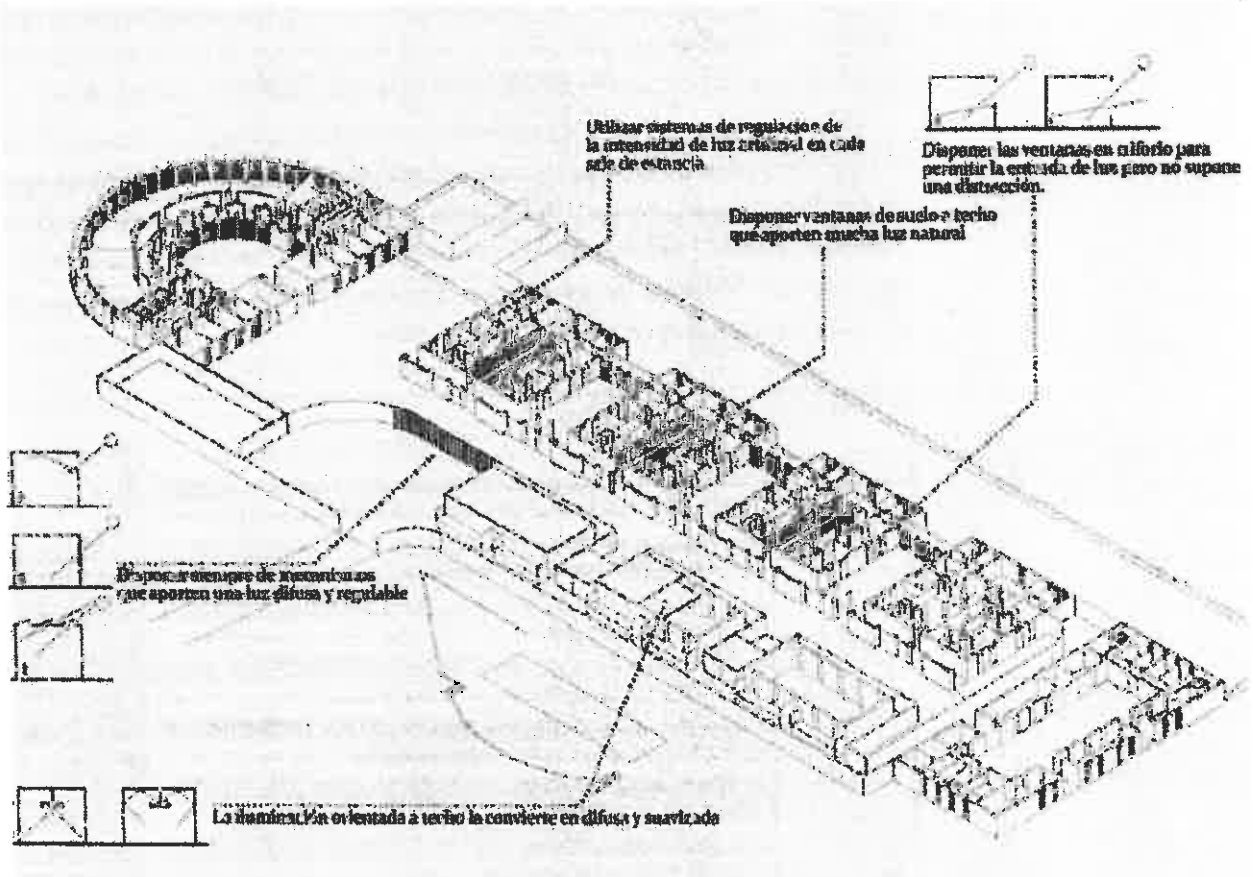 Utilizar sistemas de regulación de
la intensidad de luz artificial en cada
sala de estancia
Disponer las ventanas en triforio para
permitir la entrada de luz pero no supone
una distracción.
Disponer ventanas de suelo a techo
que aporten mucha luz natural
Disponer siempre de mecanismos
que aporten una luz difusa y regulable
La iluminación orientada a techo la convierte en difusa y suavizada